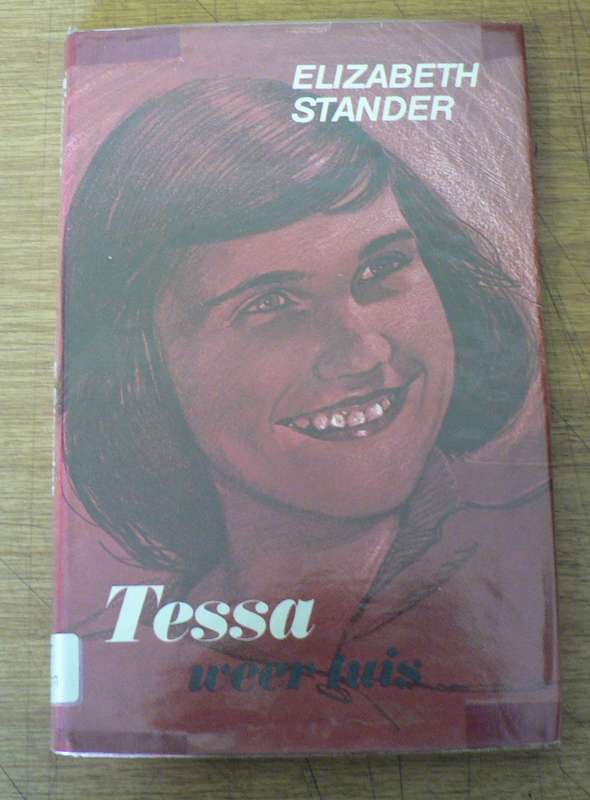 ELIZABETH
STANDER
Tessa
weer tuis